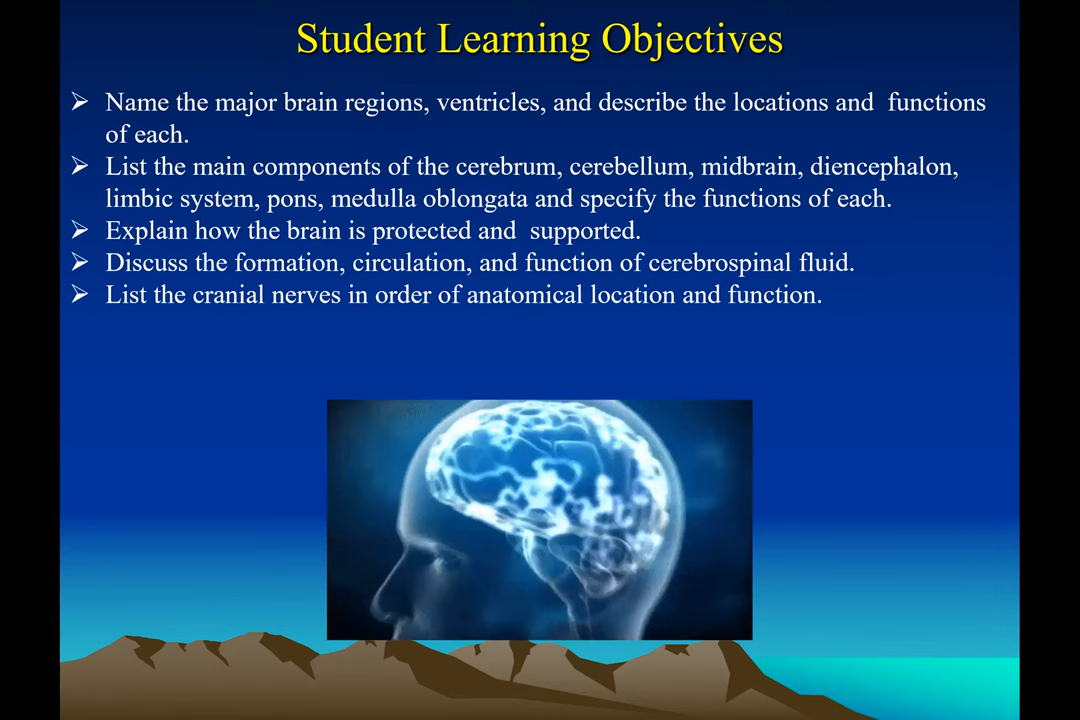 Student Learning Objectives
➢ Name the major brain regions, ventricles, and describe the locations and  functions
of each.
➢ List the main components of the cerebrum, cerebellum, midbrain, diencephalon,
limbic system, pons, medulla oblongata and specify the functions of each.
➢ Explain how the brain is protected and  supported.
➢ Discuss the formation, circulation, and function of cerebrospinal fluid.
➢ List the cranial nerves in order of anatomical location and function.